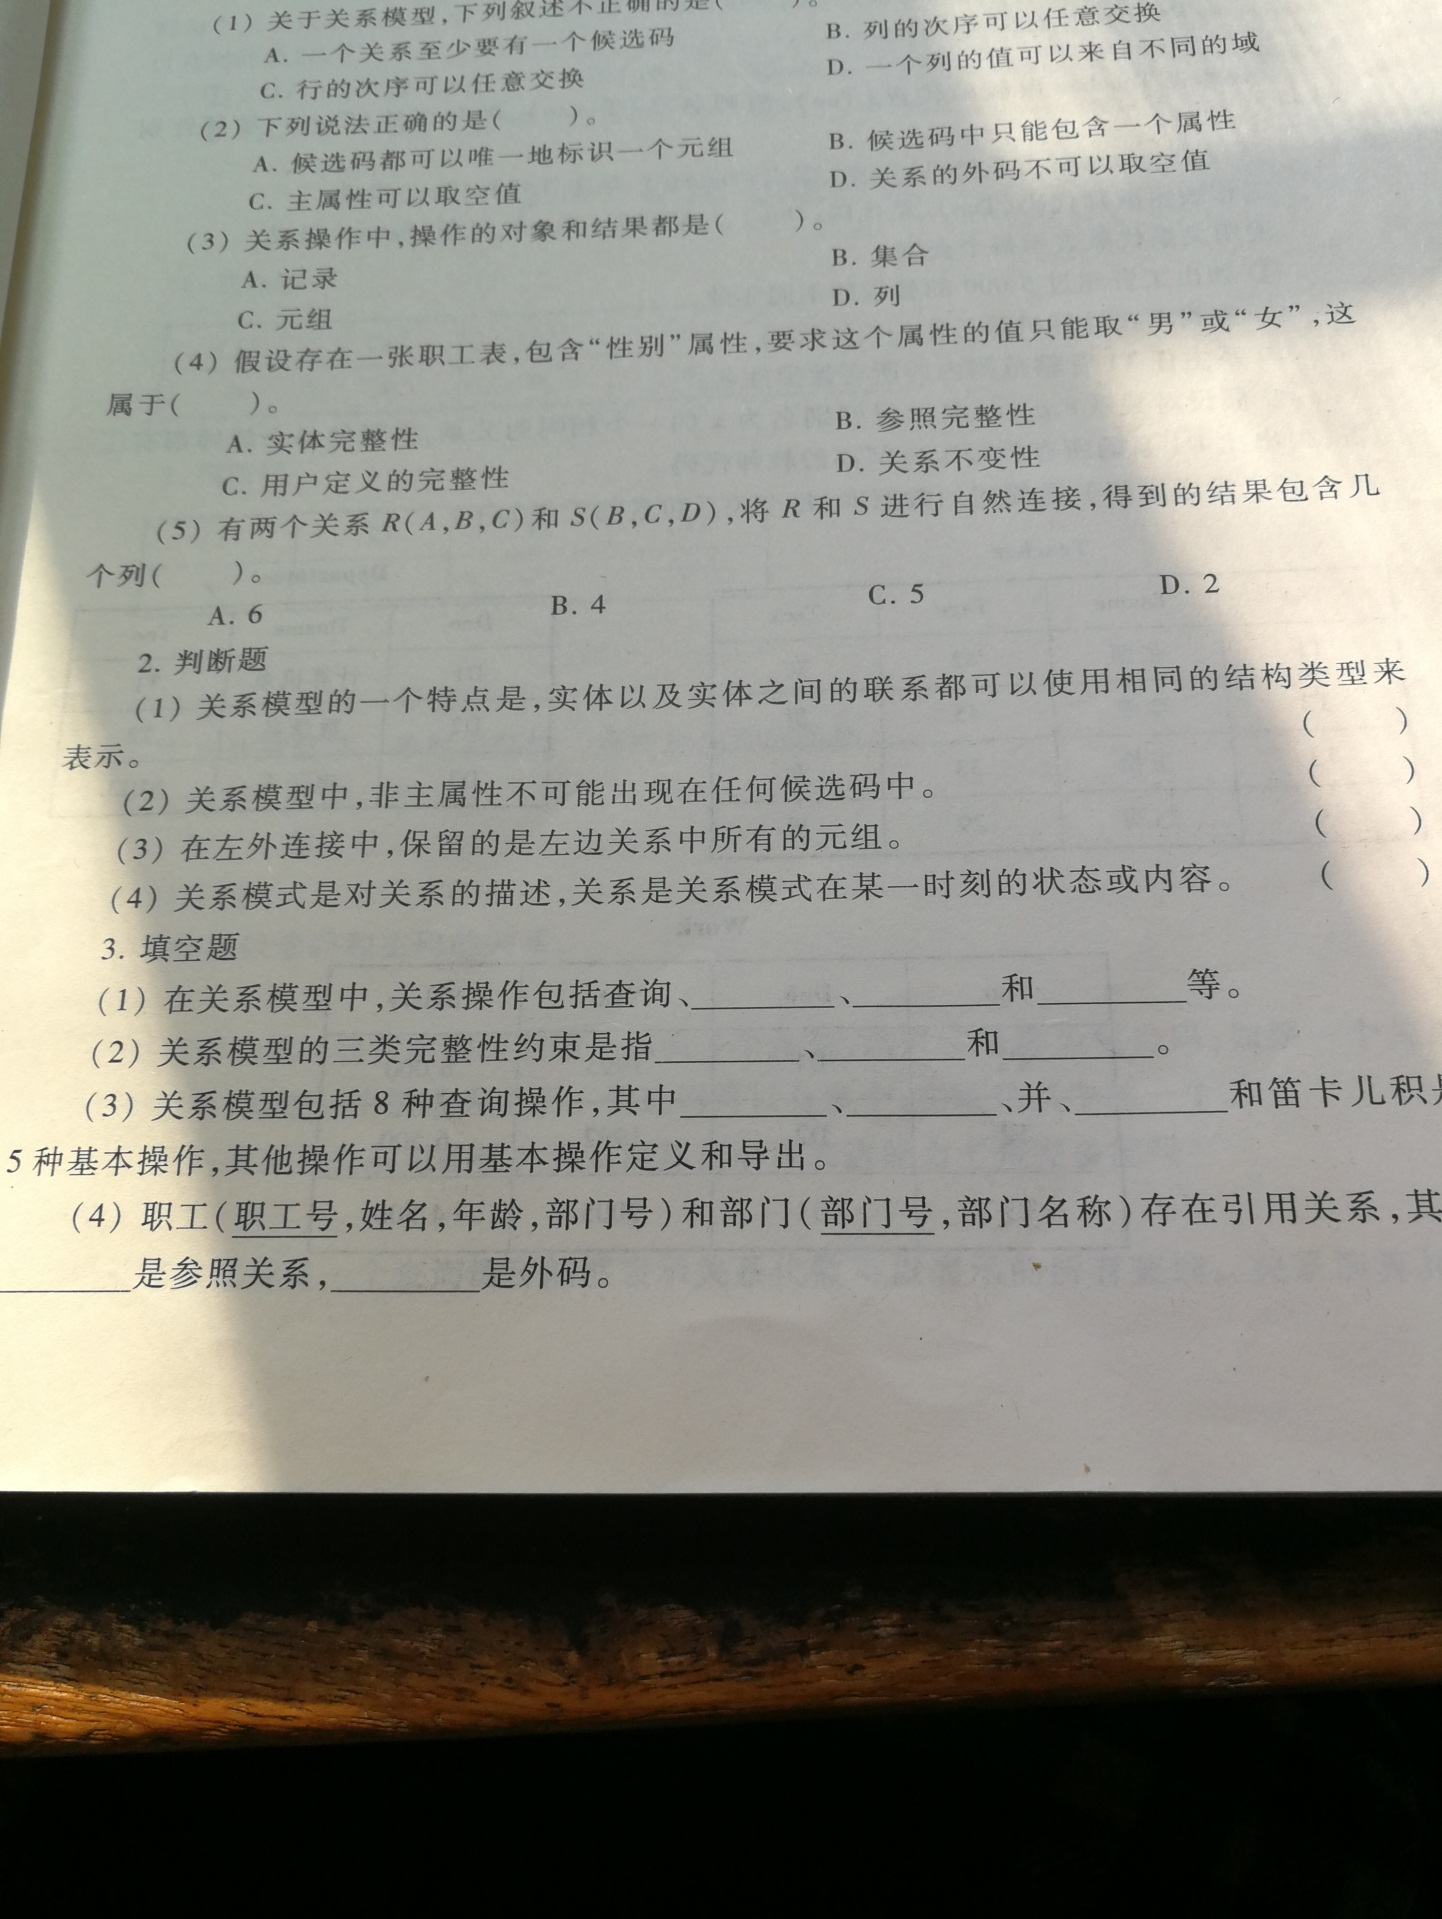 (1) 关于关系模型,下列叙述不正确的是(　　)。
A. 一个关系至少要有一个候选码　　B. 列的次序可以任意交换
C. 行的次序可以任意交换　　D. 一个列的值可以来自不同的域
(2) 下列说法正确的是(　　)。
A. 候选码都可以唯一地标识一个元组　　B. 候选码中只能包含一个属性
C. 主属性可以取空值　　D. 关系的外码不可以取空值
(3) 关系操作中,操作的对象和结果都是(　　)。
A. 记录　　B. 集合
C. 元组　　D. 列
(4) 假设存在一张职工表,包含“性别”属性,要求这个属性的值只能取“男”或“女”,这
属于(　　)。
A. 实体完整性　　B. 参照完整性
C. 用户定义的完整性　　D. 关系不变性
(5) 有两个关系 R(A,B,C)和 S(B,C,D),将 R 和 S 进行自然连接,得到的结果包含几
个列(　　)。
A. 6　　B. 4　　C. 5　　D. 2
2. 判断题
(1) 关系模型的一个特点是,实体以及实体之间的联系都可以使用相同的结构类型来
表示。　　(　　)
(2) 关系模型中,非主属性不可能出现在任何候选码中。　　(　　)
(3) 在左外连接中,保留的是左边关系中所有的元组。　　(　　)
(4) 关系模式是对关系的描述,关系是关系模式在某一时刻的状态或内容。　　(　　)
3. 填空题
(1) 在关系模型中,关系操作包括查询、________、________和________等。
(2) 关系模型的三类完整性约束是指________、________和________。
(3) 关系模型包括 8 种查询操作,其中________、________、并、________和笛卡儿积是
5 种基本操作,其他操作可以用基本操作定义和导出。
(4) 职工(职工号,姓名,年龄,部门号)和部门(部门号,部门名称)存在引用关系,其
________是参照关系,________是外码。